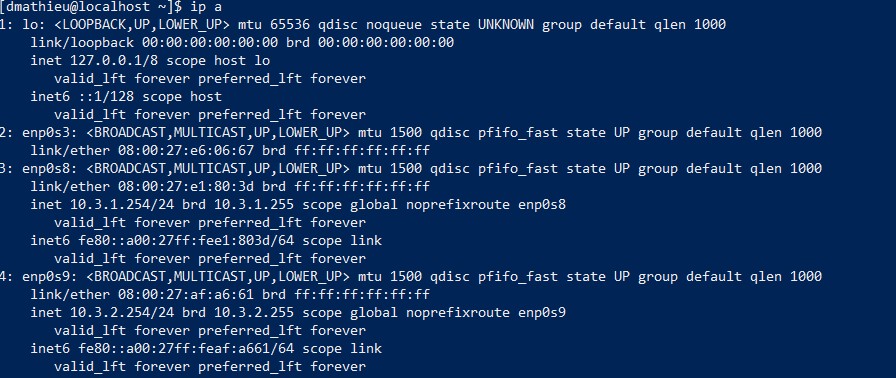 [dmathieu@localhost ~]$ ip a
1: lo: <LOOPBACK,UP,LOWER_UP> mtu 65536 qdisc noqueue state UNKNOWN group default qlen 1000
    link/loopback 00:00:00:00:00:00 brd 00:00:00:00:00:00
    inet 127.0.0.1/8 scope host lo
       valid_lft forever preferred_lft forever
    inet6 ::1/128 scope host
       valid_lft forever preferred_lft forever
2: enp0s3: <BROADCAST,MULTICAST,UP,LOWER_UP> mtu 1500 qdisc pfifo_fast state UP group default qlen 1000
    link/ether 08:00:27:e6:06:67 brd ff:ff:ff:ff:ff:ff
3: enp0s8: <BROADCAST,MULTICAST,UP,LOWER_UP> mtu 1500 qdisc pfifo_fast state UP group default qlen 1000
    link/ether 08:00:27:e1:80:3d brd ff:ff:ff:ff:ff:ff
    inet 10.3.1.254/24 brd 10.3.1.255 scope global noprefixroute enp0s8
       valid_lft forever preferred_lft forever
    inet6 fe80::a00:27ff:fee1:803d/64 scope link
       valid_lft forever preferred_lft forever
4: enp0s9: <BROADCAST,MULTICAST,UP,LOWER_UP> mtu 1500 qdisc pfifo_fast state UP group default qlen 1000
    link/ether 08:00:27:af:a6:61 brd ff:ff:ff:ff:ff:ff
    inet 10.3.2.254/24 brd 10.3.2.255 scope global noprefixroute enp0s9
       valid_lft forever preferred_lft forever
    inet6 fe80::a00:27ff:feaf:a661/64 scope link
       valid_lft forever preferred_lft forever